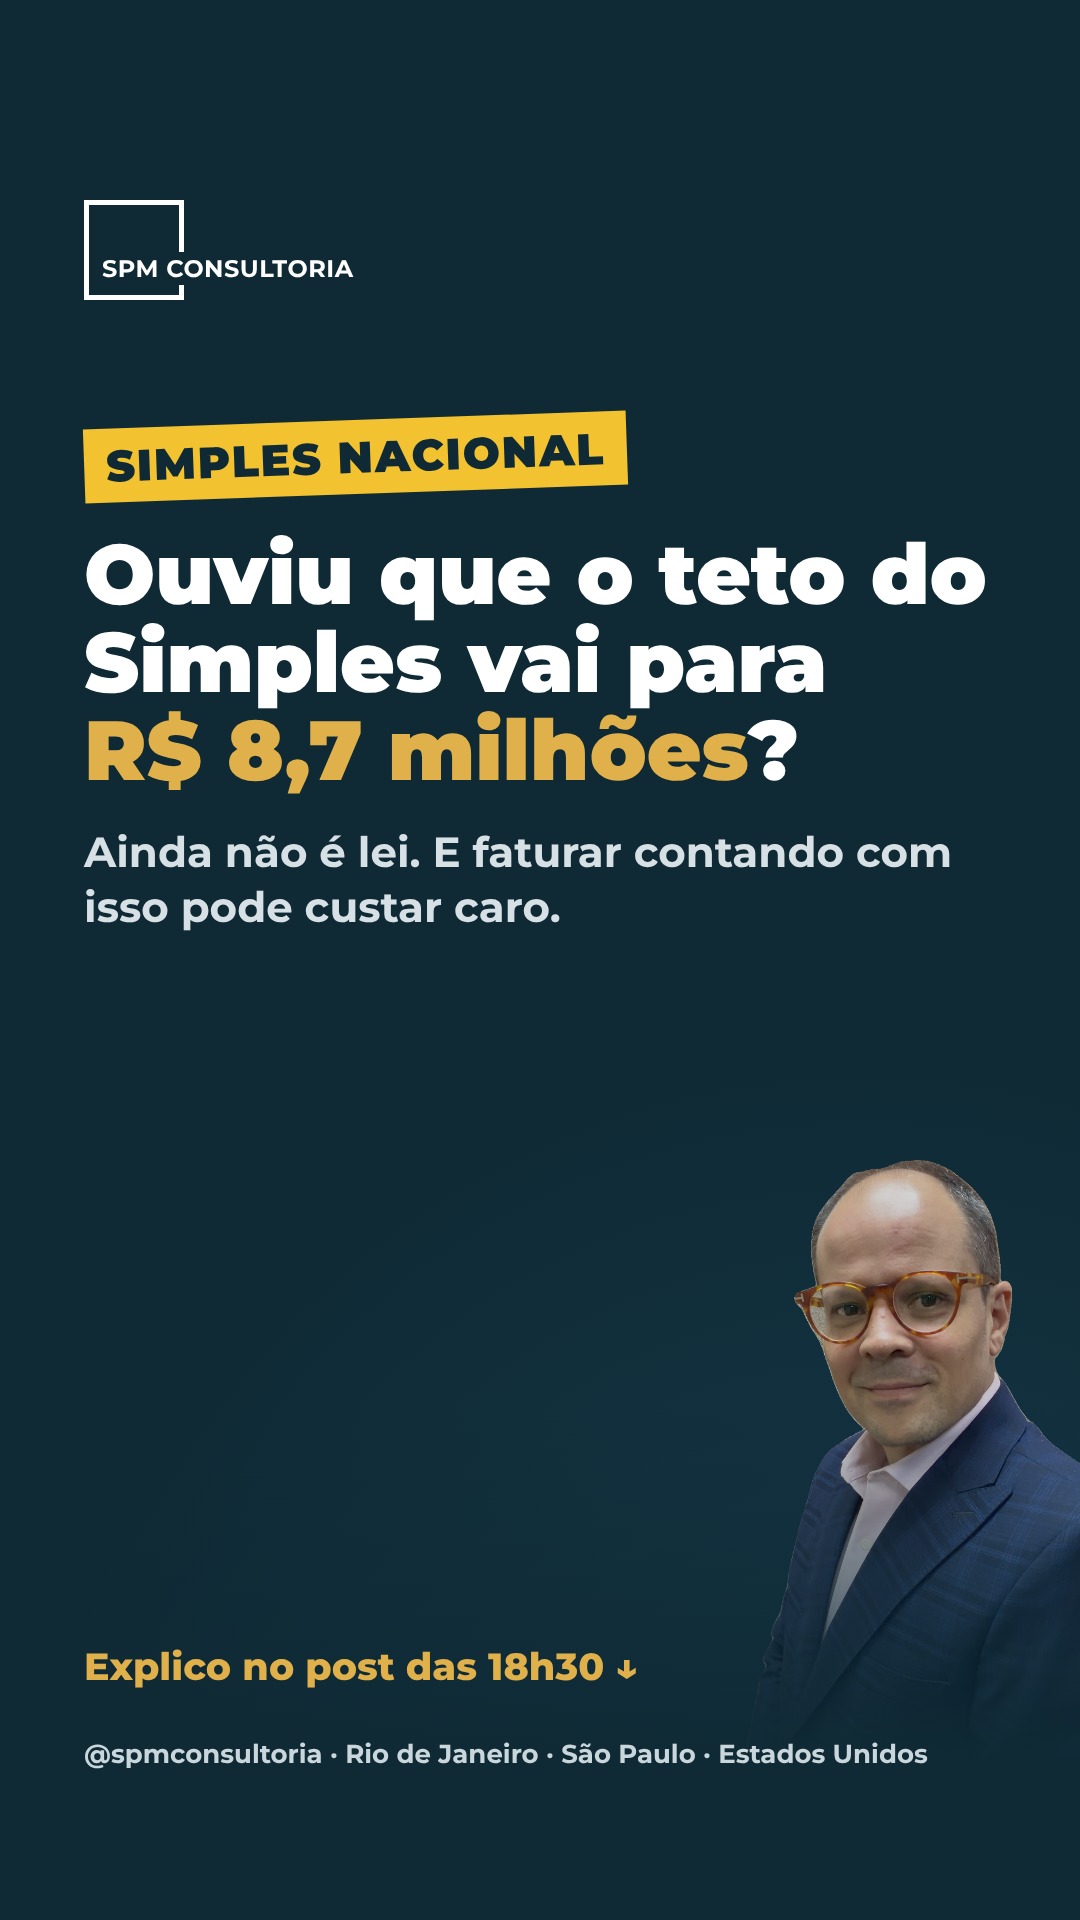 SPM CONSULTORIA
SIMPLES NACIONAL
Ouviu que o teto do
Simples vai para
R$ 8,7 milhões?
Ainda não é lei. E faturar contando com
isso pode custar caro.
Explico no post das 18h30 ↓
@spmconsultoria · Rio de Janeiro · São Paulo · Estados Unidos